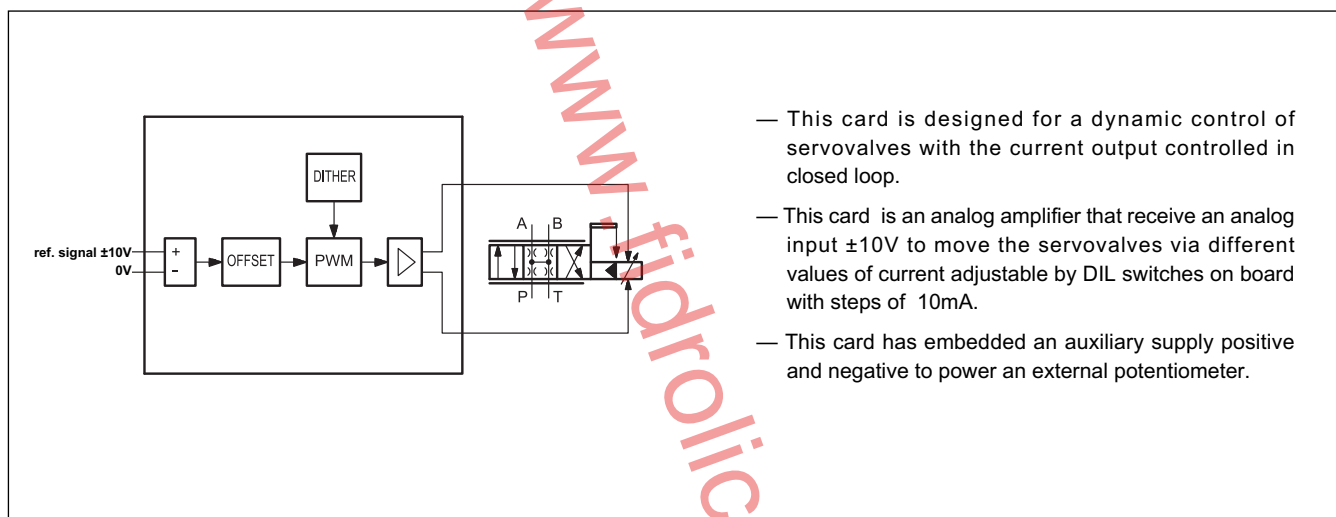 DITHER
ref. signal ±10V
0V
+
-
OFFSET
PWM
A B
P T
— This card is designed for a dynamic control of
servovalves with the current output controlled in
closed loop.
— This card is an analog amplifier that receive an analog
input ±10V to move the servovalves via different
values of current adjustable by DIL switches on board
with steps of 10mA.
— This card has embedded an auxiliary supply positive
and negative to power an external potentiometer.
www.fidrolic